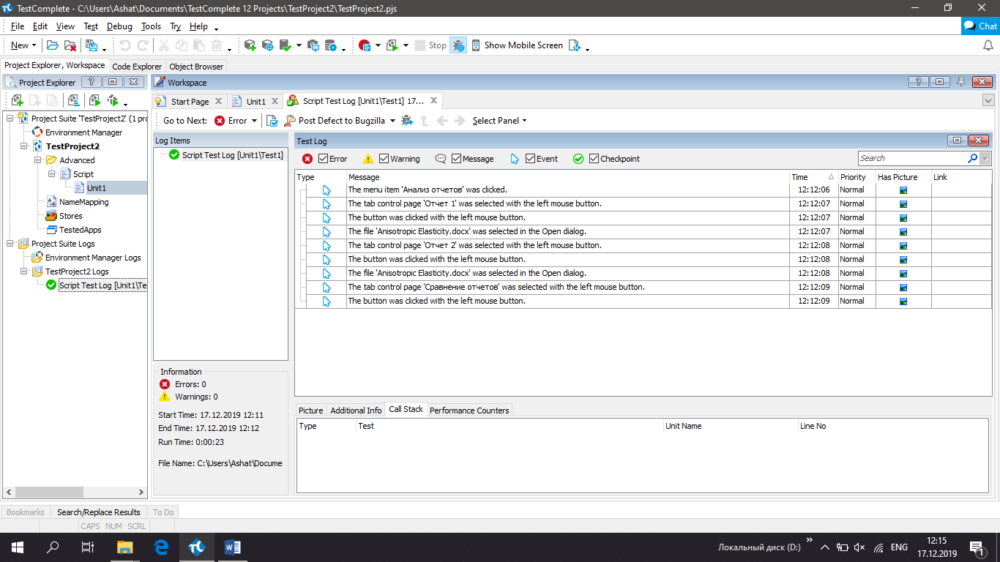 TestComplete - C:\Users\Ashat\Documents\TestComplete 12 Projects\TestProject2\TestProject2.pjs
File Edit View Test Debug Tools Try Help
Chat
New Stop Show Mobile Screen
Project Explorer, Workspace Code Explorer Object Browser
Project Explorer
Workspace
Start Page Unit1 Script Test Log [Unit1\Test1] 17...
Go to Next: Error Post Defect to Bugzilla Select Panel
Project Suite 'TestProject2' (1 pro
Environment Manager
TestProject2
Advanced
Script
Unit1
NameMapping
Stores
TestedApps
Project Suite Logs
Environment Manager Logs
TestProject2 Logs
Script Test Log [Unit1\Te
Log Items
Script Test Log [Unit1\Test1]
Information
Errors: 0
Warnings: 0
Start Time: 17.12.2019 12:11
End Time: 17.12.2019 12:12
Run Time: 0:00:23
File Name: C:\Users\Ashat\Docume
Test Log
Error Warning Message Event Checkpoint Search
Type Message Time Priority Has Picture Link
The menu item 'Анализ отчетов' was clicked. 12:12:06 Normal
The tab control page 'Отчет 1' was selected with the left mouse button. 12:12:07 Normal
The button was clicked with the left mouse button. 12:12:07 Normal
The file 'Anisotropic Elasticity.docx' was selected in the Open dialog. 12:12:07 Normal
The tab control page 'Отчет 2' was selected with the left mouse button. 12:12:08 Normal
The button was clicked with the left mouse button. 12:12:08 Normal
The file 'Anisotropic Elasticity.docx' was selected in the Open dialog. 12:12:08 Normal
The tab control page 'Сравнение отчетов' was selected with the left mouse button. 12:12:09 Normal
The button was clicked with the left mouse button. 12:12:09 Normal
Picture Additional Info Call Stack Performance Counters
Type Test Unit Name Line No
Bookmarks Search/Replace Results To Do
CAPS NUM SCRL
Локальный диск (D:) ENG 12:15
17.12.2019
1